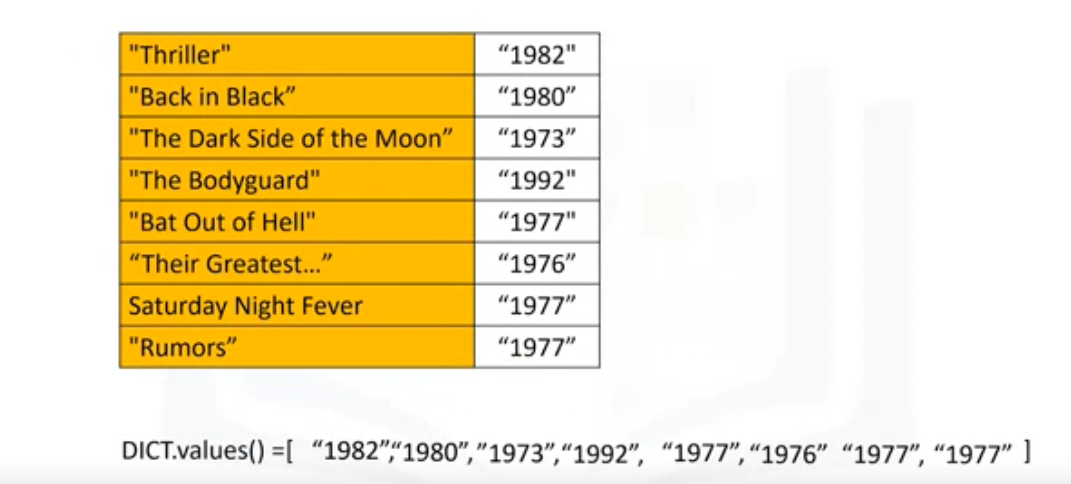 "Thriller" “1982"
"Back in Black” “1980”
"The Dark Side of the Moon” “1973”
"The Bodyguard" “1992"
"Bat Out of Hell" “1977"
“Their Greatest...” “1976”
Saturday Night Fever “1977”
"Rumors” “1977”
DICT.values() =[ “1982”,“1980”,”1973”,“1992”, “1977”, “1976” “1977”, “1977” ]